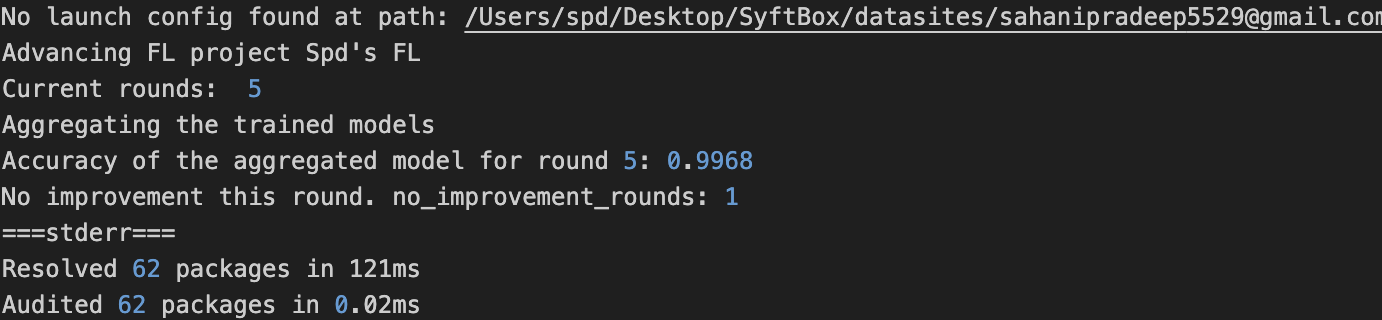 No launch config found at path: /Users/spd/Desktop/SyftBox/datasites/sahanipradeep5529@gmail.com
Advancing FL project Spd's FL
Current rounds:  5
Aggregating the trained models
Accuracy of the aggregated model for round 5: 0.9968
No improvement this round. no_improvement_rounds: 1
===stderr===
Resolved 62 packages in 121ms
Audited 62 packages in 0.02ms